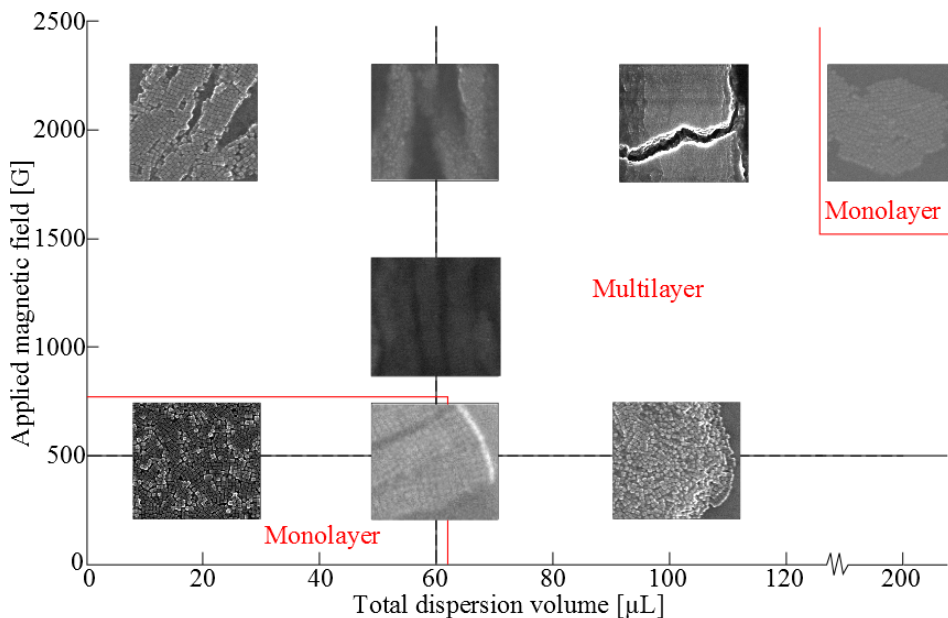 2500
2000
1500
1000
500
0
Applied magnetic field [G]
Monolayer
Multilayer
Monolayer
0 20 40 60 80 100 120 200
Total dispersion volume [µL]